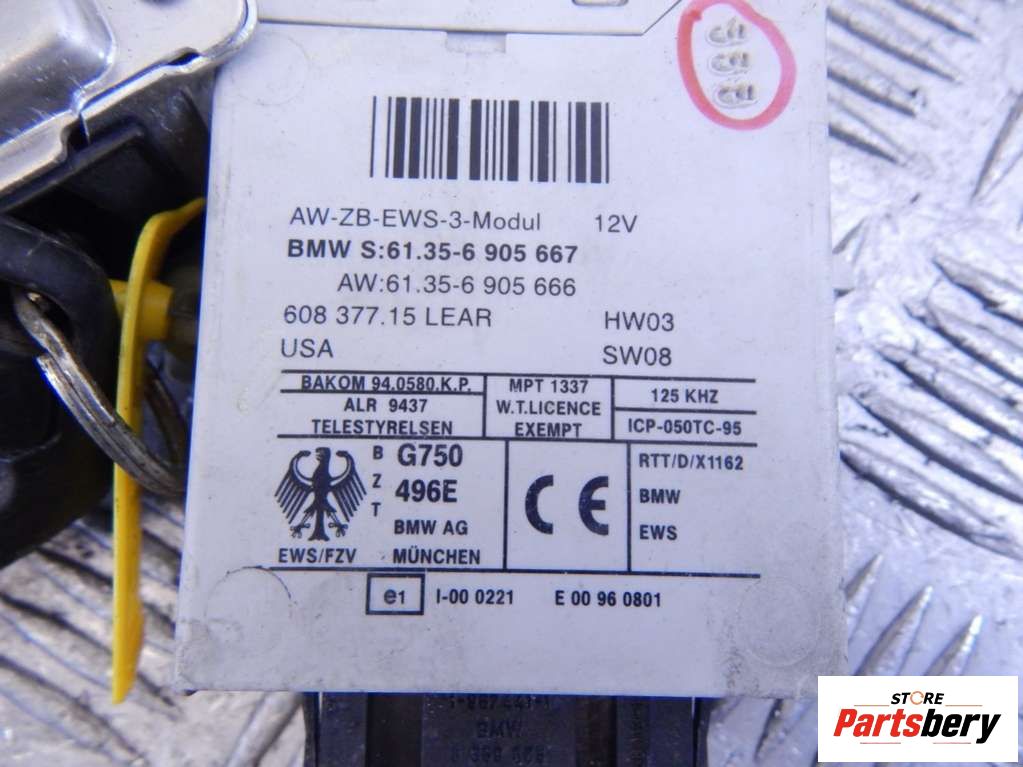 AW-ZB-EWS-3-Modul 12V
BMW S:61.35-6 905 667
AW:61.35-6 905 666
608 377.15 LEAR HW03
USA SW08
BAKOM 94.0580.K.P.
ALR 9437
TELESTYRELSEN
MPT 1337
W.T.LICENCE
EXEMPT
125 KHZ
ICP-050TC-95
BZT
G750
496E
BMW AG
MÜNCHEN
EWS/FZV
CE
RTT/D/X1162
BMW
EWS
e1 I-00 0221 E 00 96 0801
BMW
STORE
Partsbery